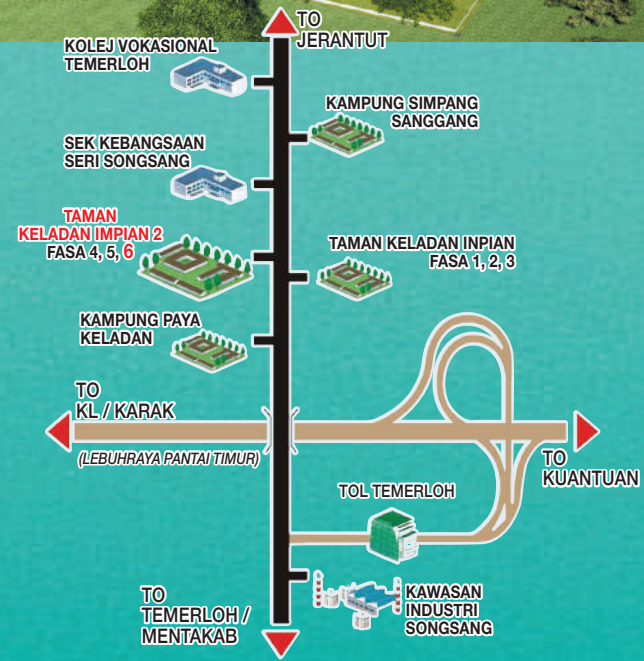 TO
JERANTUT
KOLEJ VOKASIONAL
TEMERLOH
KAMPUNG SIMPANG
SANGGANG
SEK KEBANGSAAN
SERI SONGSANG
TAMAN
KELADAN IMPIAN 2
FASA 4, 5, 6
TAMAN KELADAN INPIAN
FASA 1, 2, 3
KAMPUNG PAYA
KELADAN
TO
KL / KARAK
(LEBUHRAYA PANTAI TIMUR)
TO
KUANTUAN
TOL TEMERLOH
KAWASAN
INDUSTRI
SONGSANG
TO
TEMERLOH /
MENTAKAB